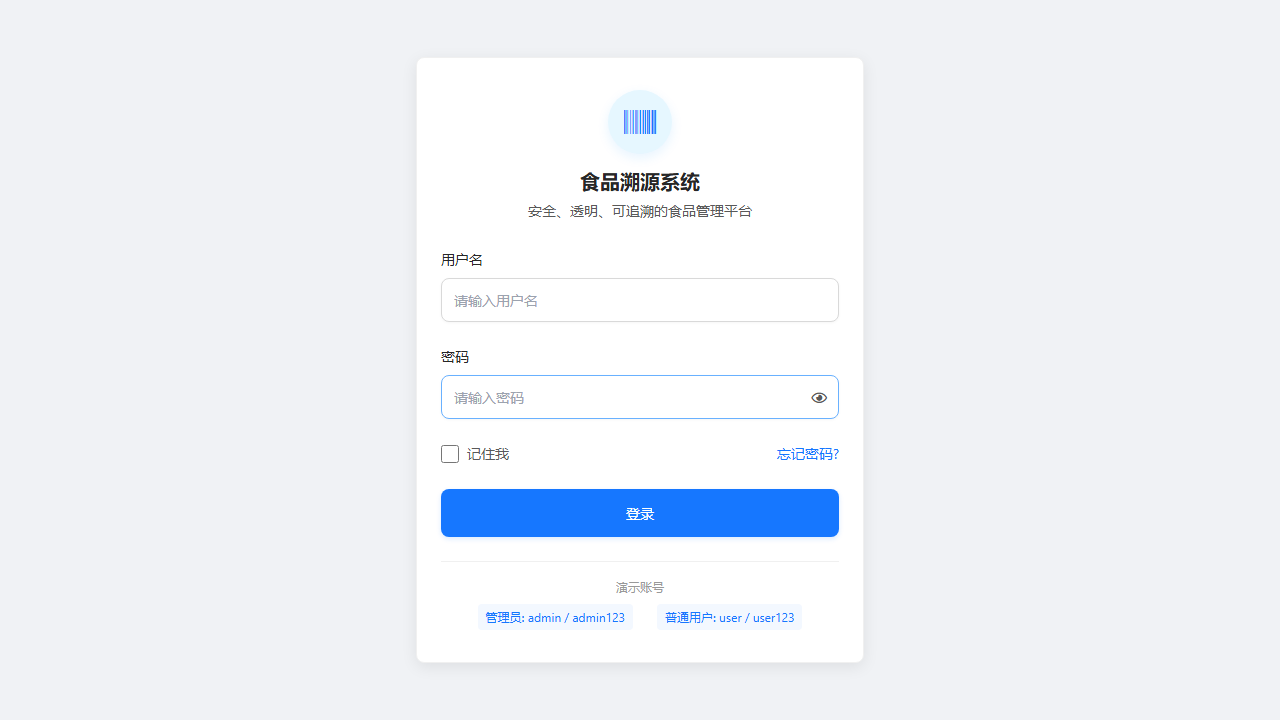 食品溯源系统
安全、透明、可追溯的食品管理平台
用户名
请输入用户名
密码
请输入密码
记住我 忘记密码?
登录
演示账号
管理员: admin / admin123 普通用户: user / user123